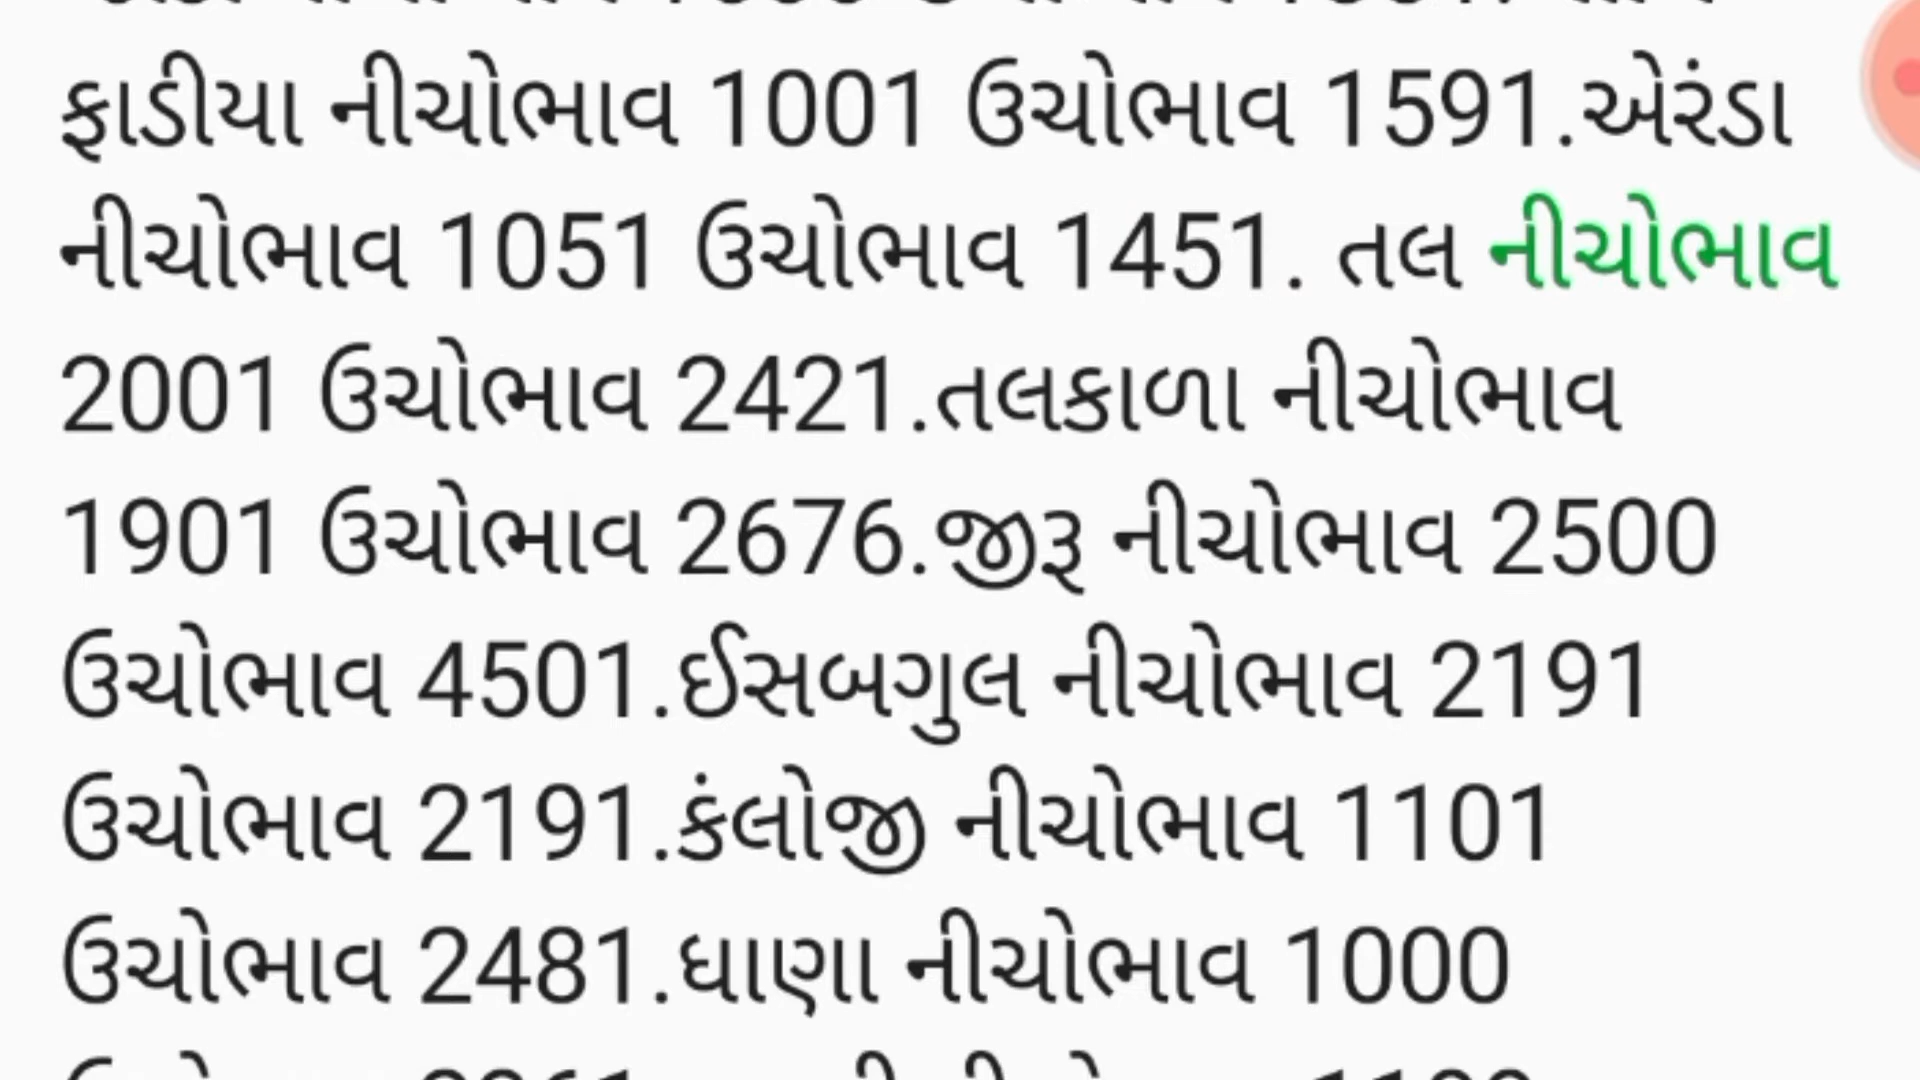 ફાડીયા નીચોભાવ 1001 ઉચોભાવ 1591.એરંડા
નીચોભાવ 1051 ઉચોભાવ 1451. તલ નીચોભાવ
2001 ઉચોભાવ 2421.તલકાળા નીચોભાવ
1901 ઉચોભાવ 2676.જીરૂ નીચોભાવ 2500
ઉચોભાવ 4501.ઈસબગુલ નીચોભાવ 2191
ઉચોભાવ 2191.કંલોજી નીચોભાવ 1101
ઉચોભાવ 2481.ધાણા નીચોભાવ 1000